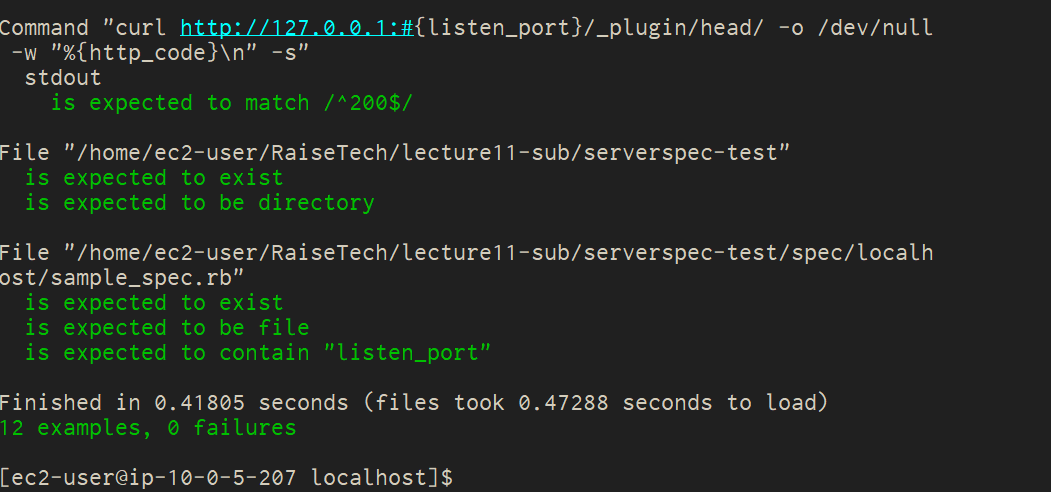 Command "curl http://127.0.0.1:#{listen_port}/_plugin/head/ -o /dev/null
 -w "%{http_code}\n" -s"
  stdout
    is expected to match /^200$/

File "/home/ec2-user/RaiseTech/lecture11-sub/serverspec-test"
  is expected to exist
  is expected to be directory

File "/home/ec2-user/RaiseTech/lecture11-sub/serverspec-test/spec/localh
ost/sample_spec.rb"
  is expected to exist
  is expected to be file
  is expected to contain "listen_port"

Finished in 0.41805 seconds (files took 0.47288 seconds to load)
12 examples, 0 failures

[ec2-user@ip-10-0-5-207 localhost]$